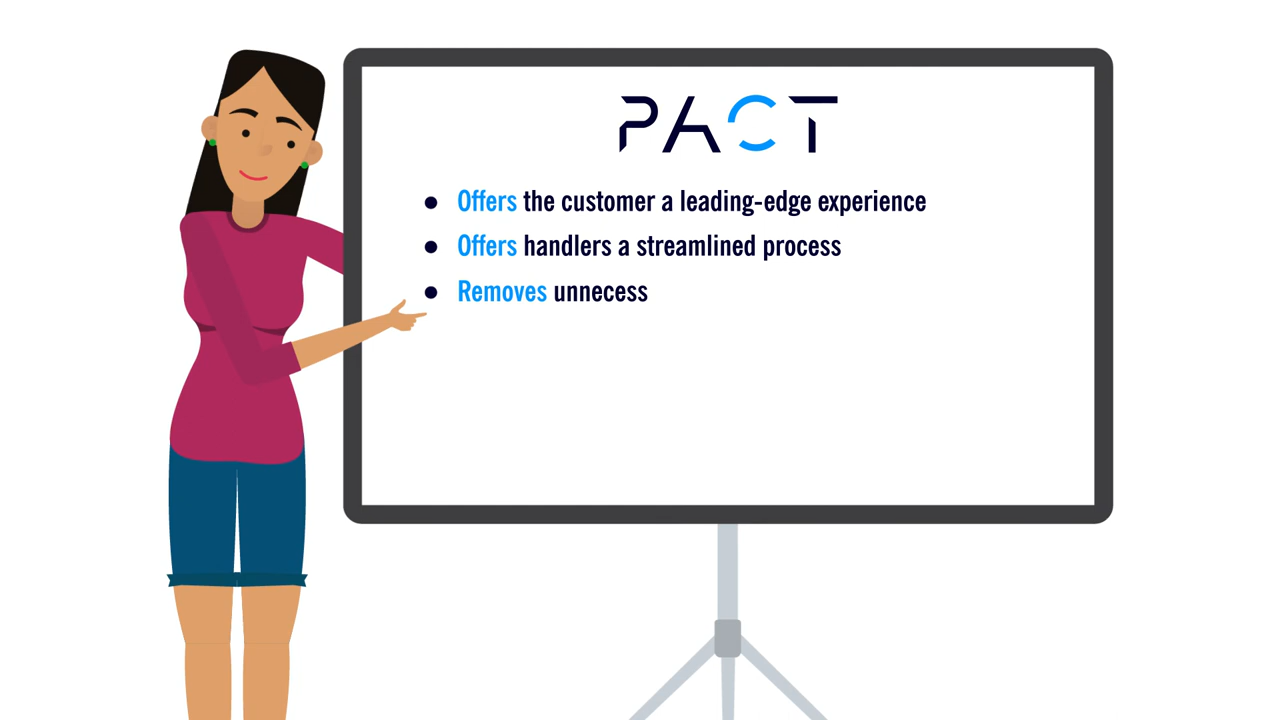 PACT
• Offers the customer a leading-edge experience
• Offers handlers a streamlined process
• Removes unnecess